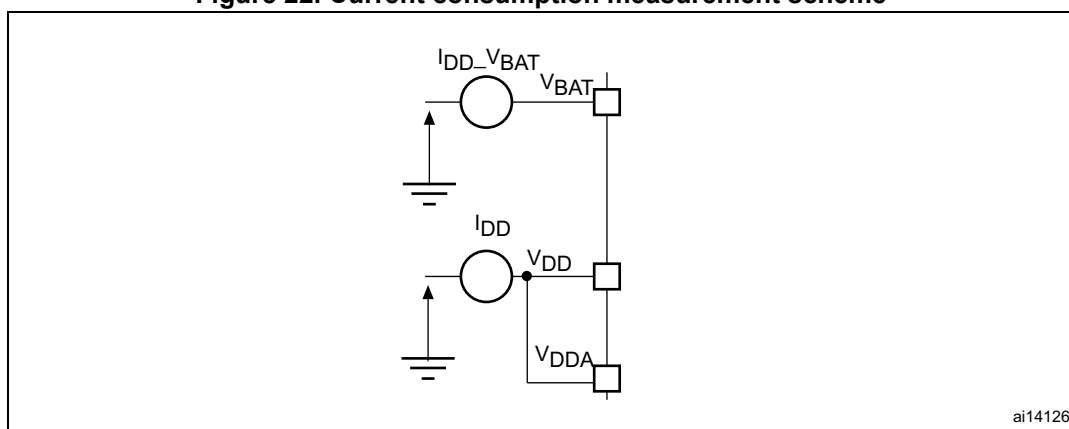 Figure 22. Current consumption measurement scheme
IDD_VBAT
VBAT
IDD
VDD
VDDA
ai14126